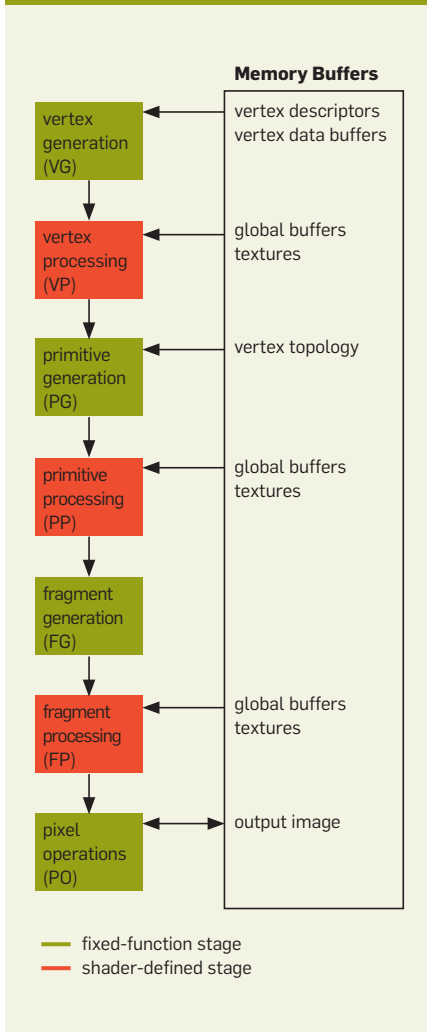 Memory Buffers
vertex
generation
(VG)
vertex descriptors
vertex data buffers
vertex
processing
(VP)
global buffers
textures
primitive
generation
(PG)
vertex topology
primitive
processing
(PP)
global buffers
textures
fragment
generation
(FG)
fragment
processing
(FP)
global buffers
textures
pixel
operations
(PO)
output image
fixed-function stage
shader-defined stage